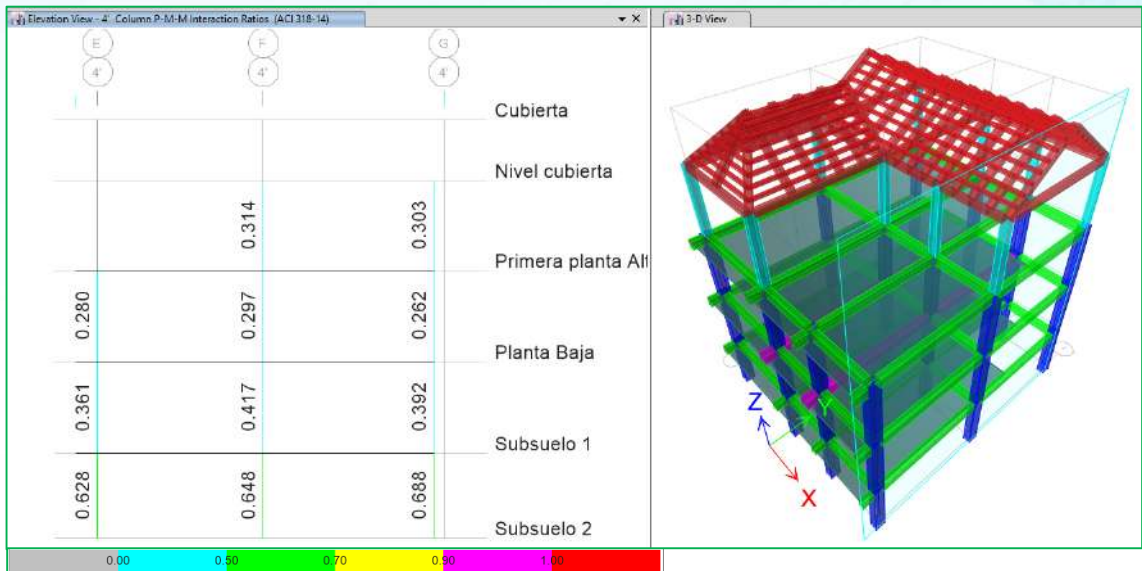 Elevation View - 4' Column P-M-M Interaction Ratios (ACI 318-14)
3-D View
E F G
4' 4' 4'
Cubierta
Nivel cubierta
0.314 0.303
Primera planta Alt
0.280 0.297 0.262
Planta Baja
0.361 0.417 0.392
Subsuelo 1
0.628 0.648 0.688
Subsuelo 2
Z Y
X
0.00 0.50 0.70 0.90 1.00